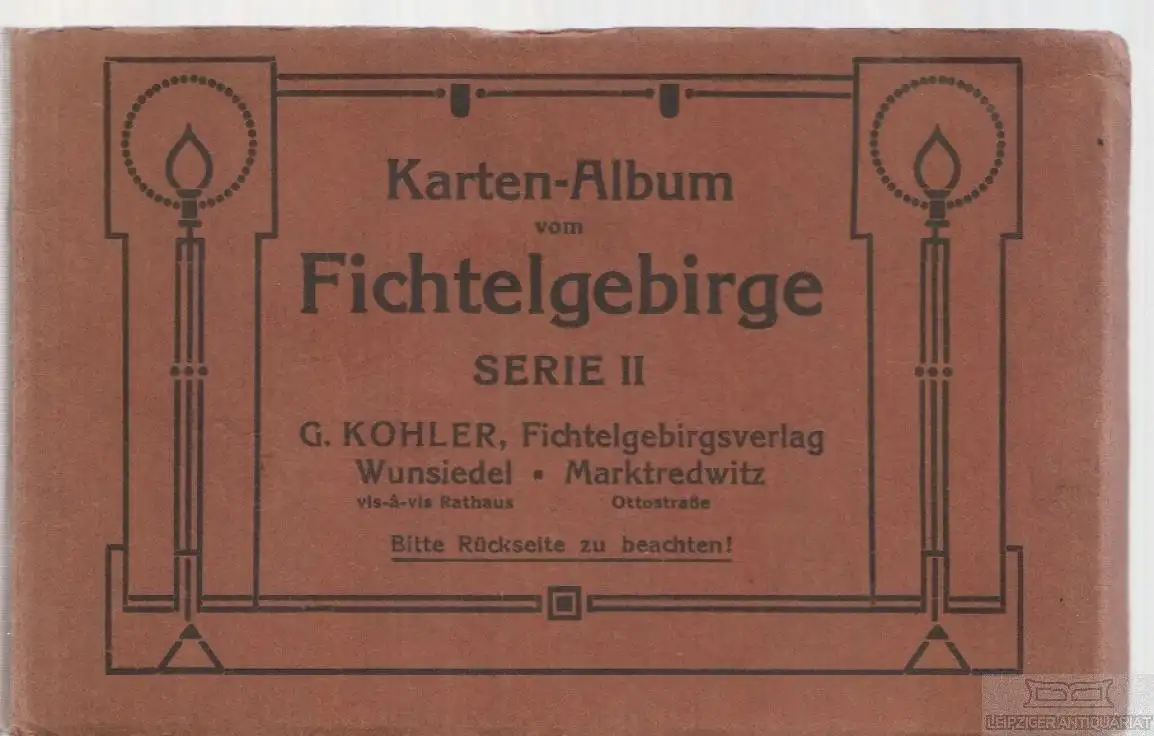 Karten-Album
vom
Fichtelgebirge
SERIE II
G. KOHLER, Fichtelgebirgsverlag
Wunsiedel ▪ Marktredwitz
vis-à-vis Rathaus Ottostraße
Bitte Rückseite zu beachten!
LEIPZIGER ANTIQUARIAT